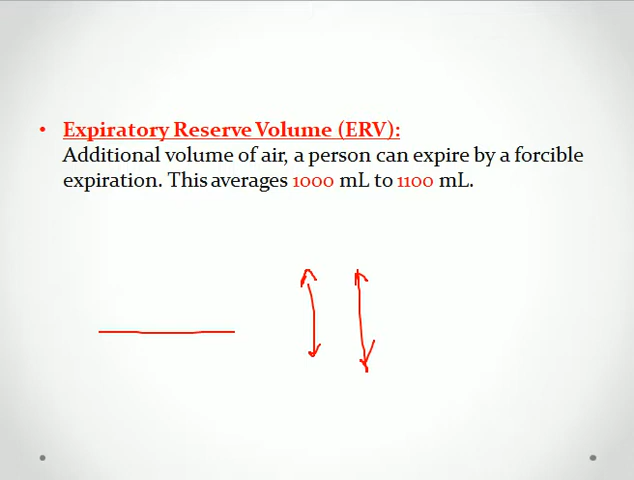 • Expiratory Reserve Volume (ERV):
Additional volume of air, a person can expire by a forcible
expiration. This averages 1000 mL to 1100 mL.